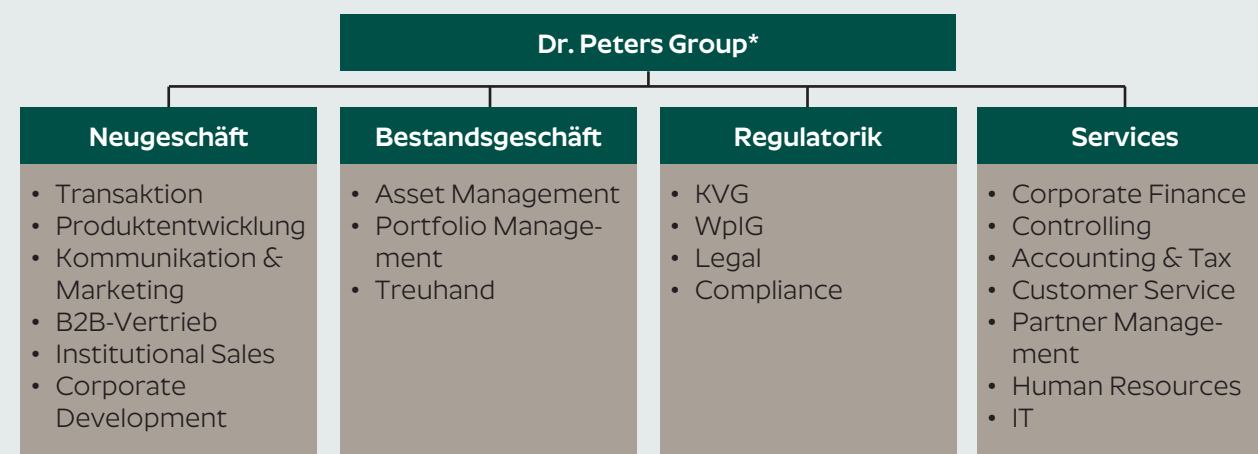 Dr. Peters Group*
Neugeschäft
• Transaktion
• Produktentwicklung
• Kommunikation &
Marketing
• B2B-Vertrieb
• Institutional Sales
• Corporate
Development
Bestandsgeschäft
• Asset Management
• Portfolio Manage-
ment
• Treuhand
Regulatorik
• KVG
• WpIG
• Legal
• Compliance
Services
• Corporate Finance
• Controlling
• Accounting & Tax
• Customer Service
• Partner Manage-
ment
• Human Resources
• IT